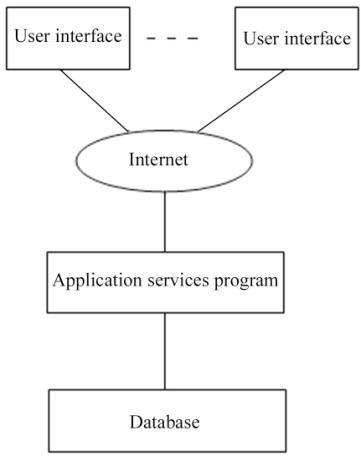 User interface
User interface
Internet
Application services program
Database